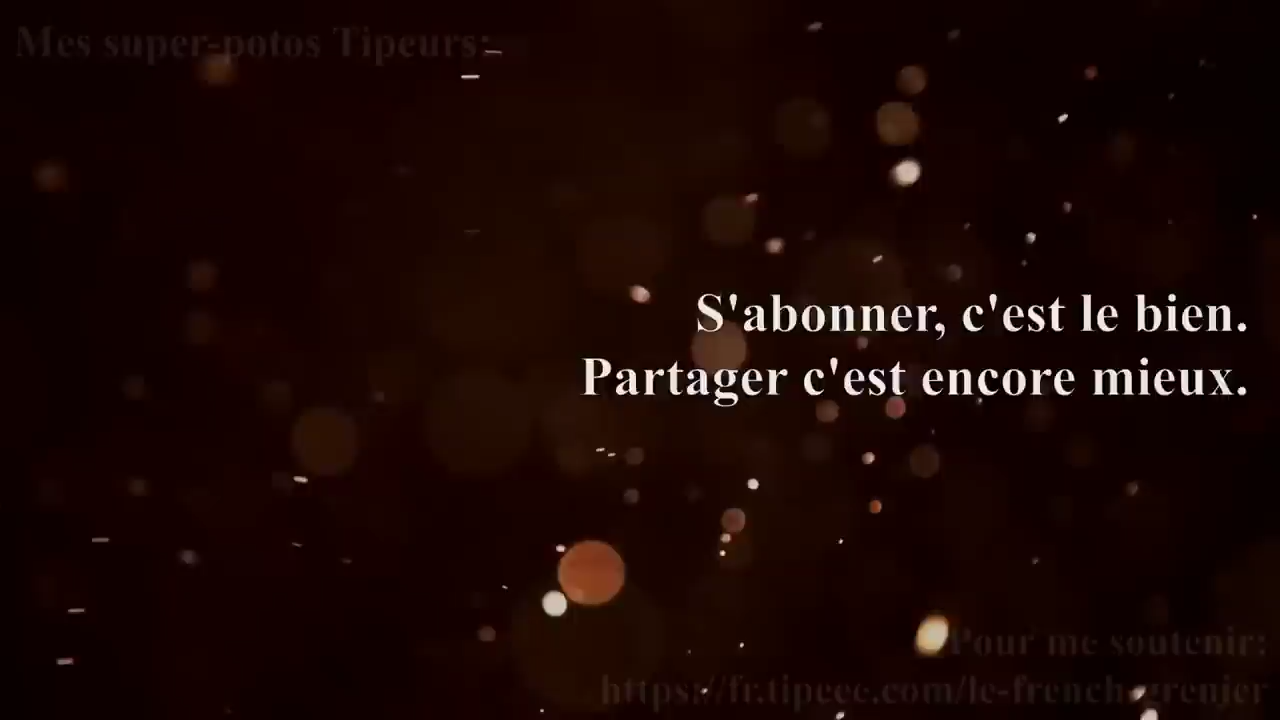 Mes super-potos Tipeurs:
S'abonner, c'est le bien.
Partager c'est encore mieux.
Pour me soutenir:
https://fr.tipeee.com/le-french-grenier